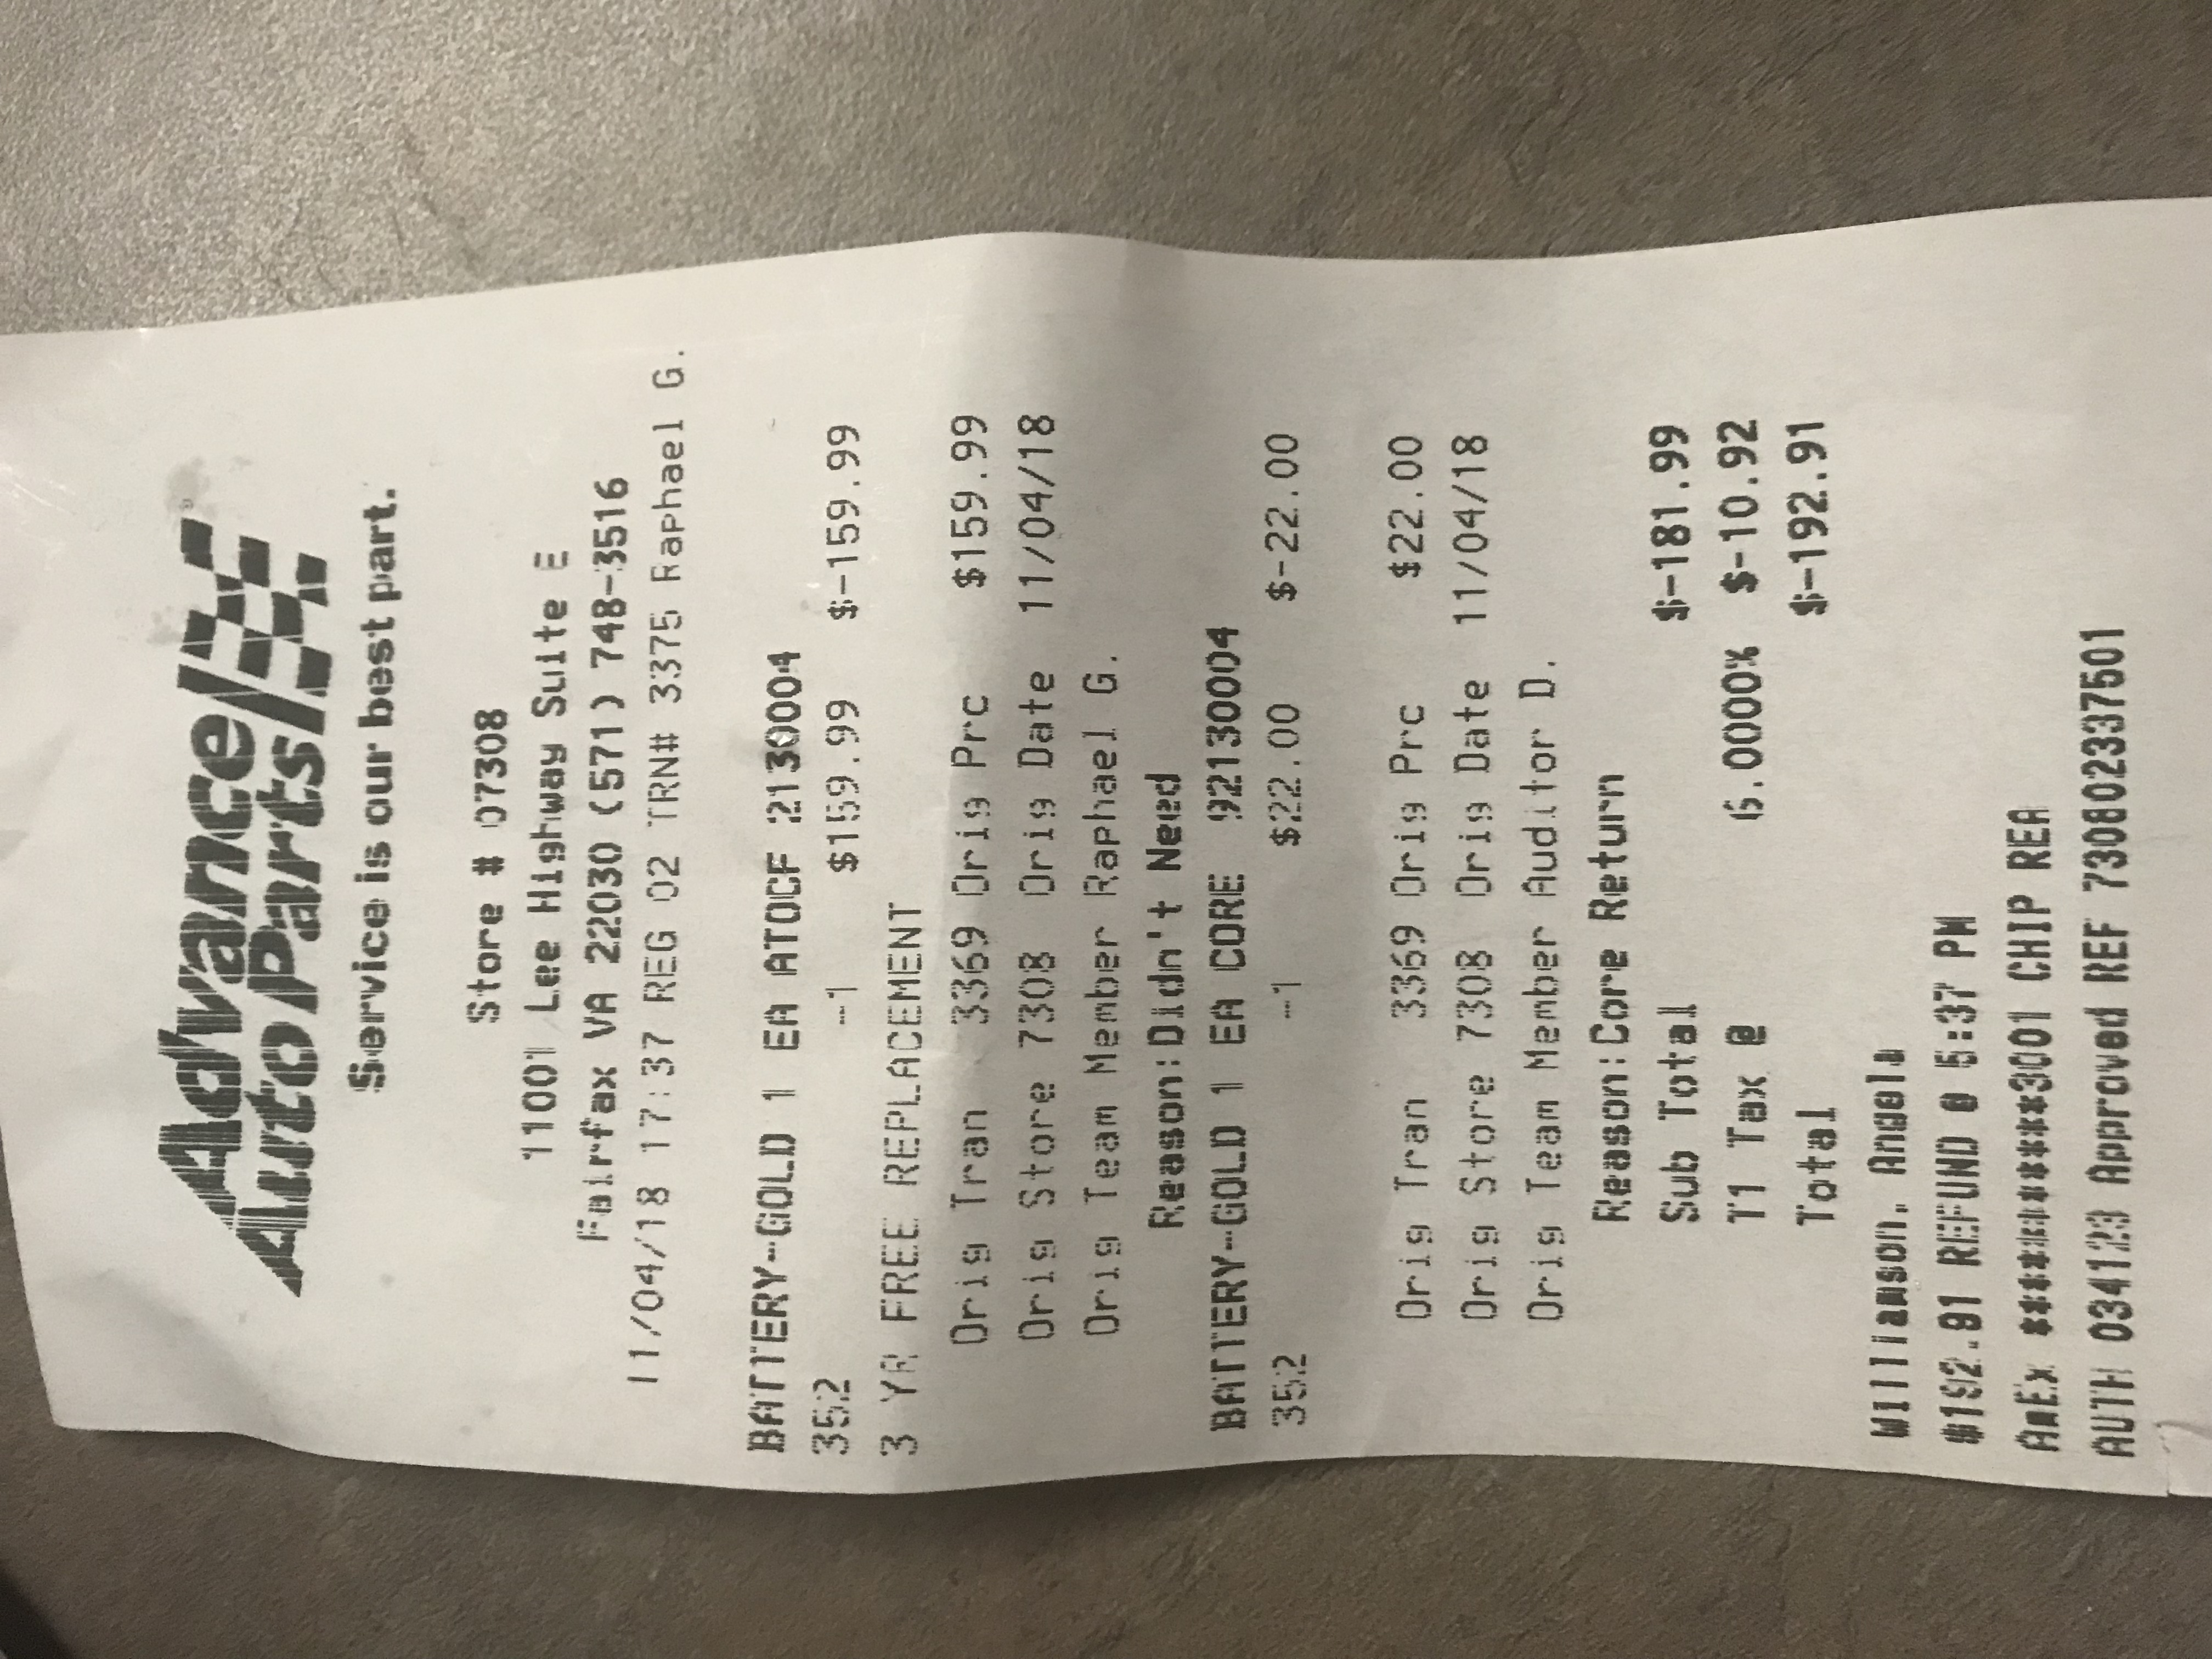 Advance
Auto Parts
Service is our best part.
Store # 07308
11001 Lee Highway Suite E
Fairfax VA 22030 (571) 748-3516
11/04/18 17:37 REG 02 TRN# 3375 Raphael G.
BATTERY-GOLD 1 EA ATOCF 2130004
352 -1 $159.99 $-159.99
3 YR FREE REPLACEMENT
Orig Tran 3369 Orig Prc $159.99
Orig Store 7308 Orig Date 11/04/18
Orig Team Member Raphael G.
Reason:Didn't Need
BATTERY-GOLD 1 EA CORE 92130004
352 -1 $22.00 $-22.00
Orig Tran 3369 Orig Prc $22.00
Orig Store 7308 Orig Date 11/04/18
Orig Team Member Auditor D.
Reason:Core Return
Sub Total $-181.99
T1 Tax @ 6.0000% $-10.92
Total $-192.91
Williamson, Angela
$192.91 REFUND @ 5:37 PM
AmEx ***********3001 CHIP REA
AUTH 034123 Approved REF 730802337501